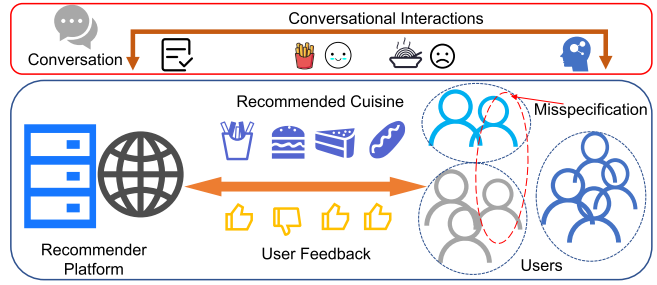 Conversational Interactions
Conversation
Recommended Cuisine
Misspecification
Recommender
Platform
User Feedback
Users